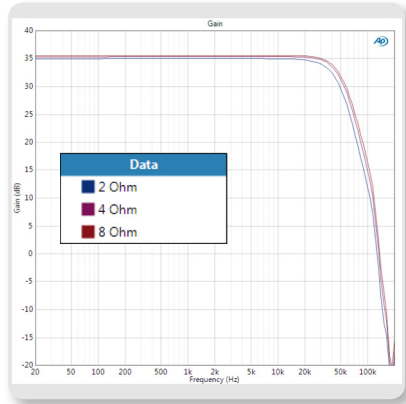 Gain
AP
40
35
30
25
20
15
10
5
0
-5
-10
-15
-20
Gain (dB)
Data
2 Ohm
4 Ohm
8 Ohm
20 50 100 200 500 1k 2k 5k 10k 20k 50k 100k
Frequency (Hz)